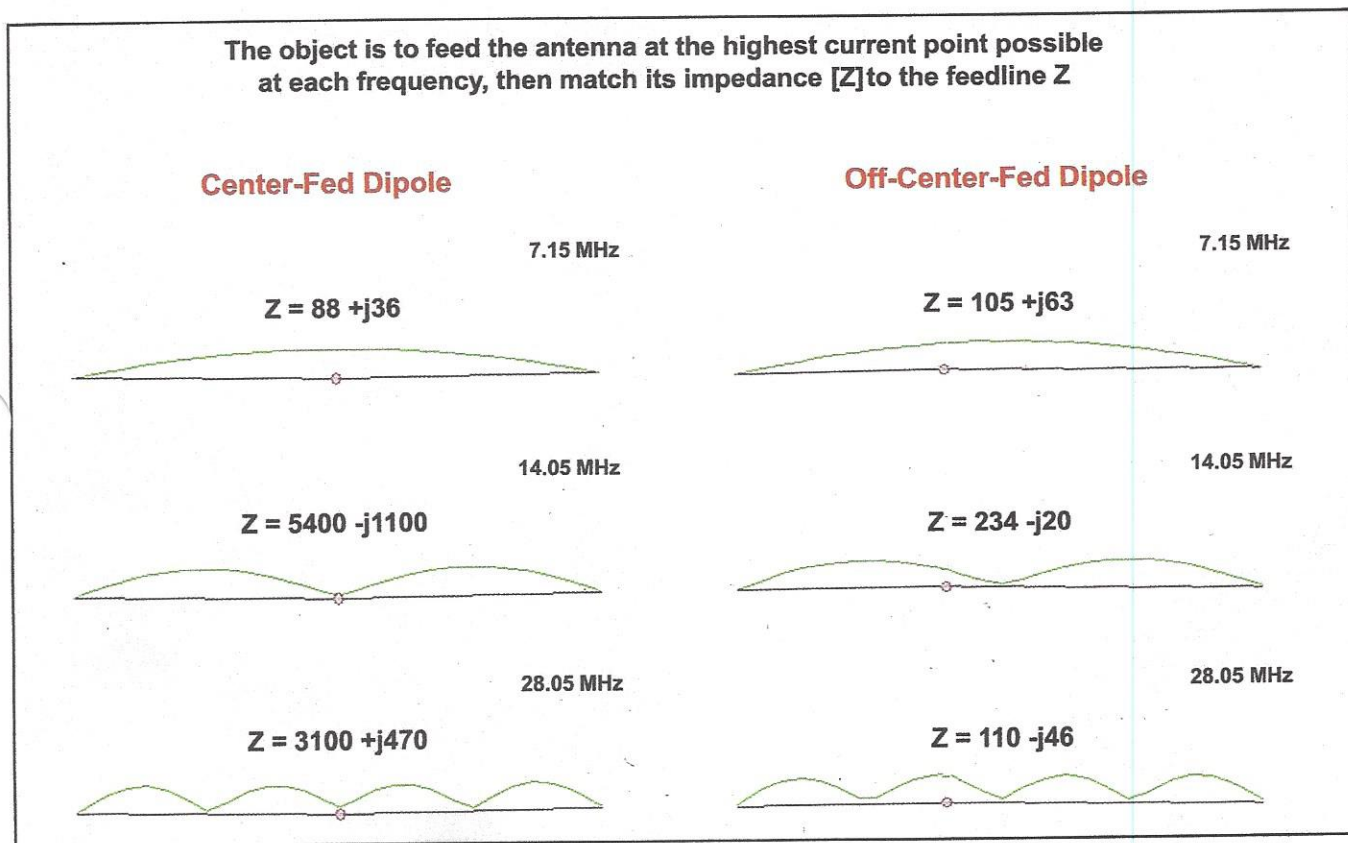 The object is to feed the antenna at the highest current point possible
at each frequency, then match its impedance [Z]to the feedline Z
Center-Fed Dipole
Off-Center-Fed Dipole
7.15 MHz
7.15 MHz
Z = 88 +j36
Z = 105 +j63
14.05 MHz
14.05 MHz
Z = 5400 -j1100
Z = 234 -j20
28.05 MHz
28.05 MHz
Z = 3100 +j470
Z = 110 -j46